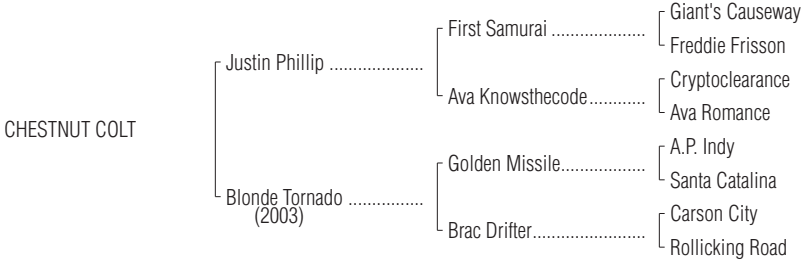 Giant's Causeway
First Samurai ....................
Freddie Frisson
Justin Phillip ....................
Cryptoclearance
Ava Knowsthecode............
Ava Romance
CHESTNUT COLT
A.P. Indy
Golden Missile..................
Santa Catalina
Blonde Tornado ................
(2003)
Carson City
Brac Drifter........................
Rollicking Road